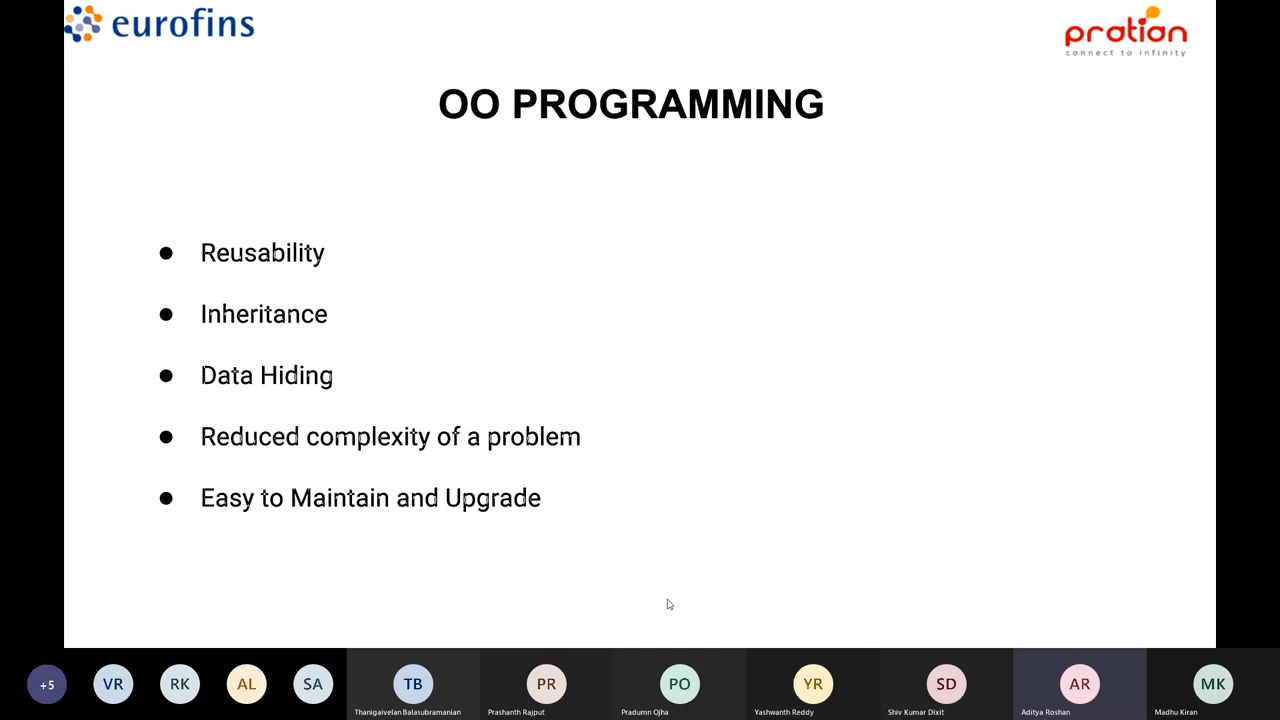 eurofins
pratian
connect to infinity
OO PROGRAMMING
● Reusability
● Inheritance
● Data Hiding
● Reduced complexity of a problem
● Easy to Maintain and Upgrade
+5 VR RK AL SA TB PR PO YR SD AR MK
Thanigaivelan Balasubramanian Prashanth Rajput Pradumn Ojha Yashwanth Reddy Shiv Kumar Dixit Aditya Roshan Madhu Kiran